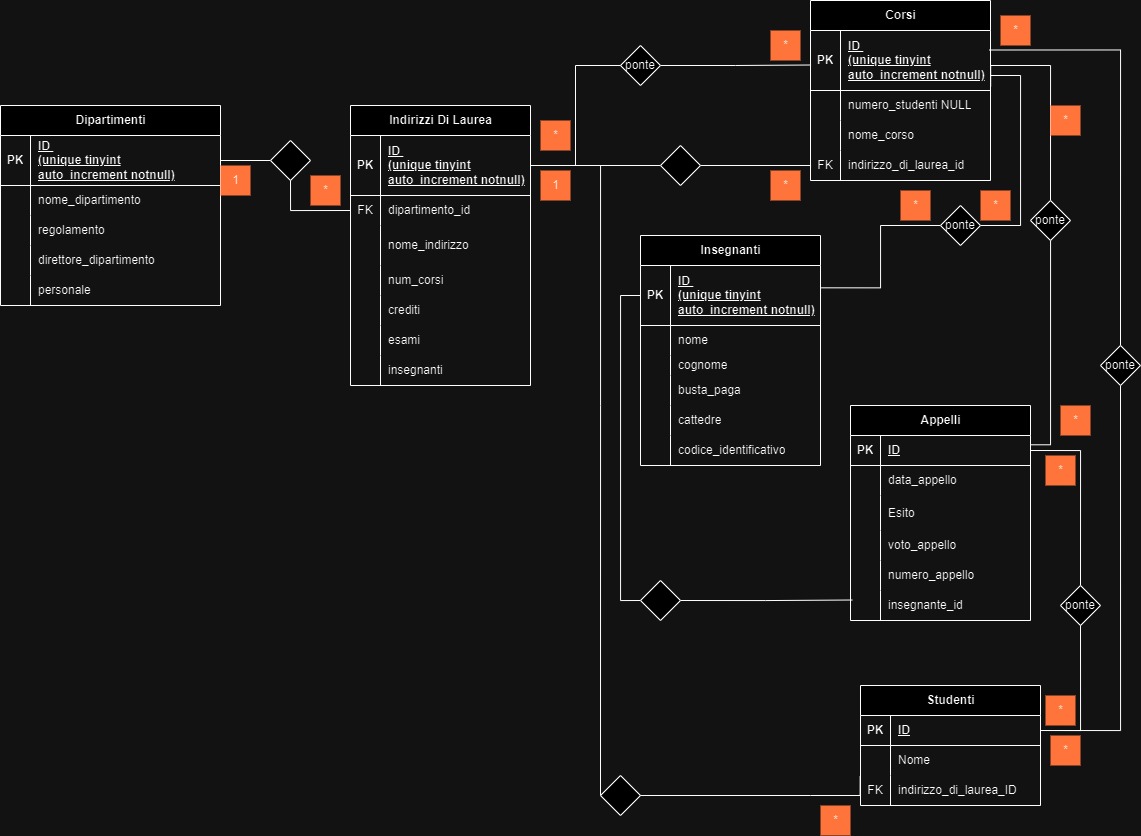 Corsi
PK
ID
(unique tinyint
auto_increment notnull)
numero_studenti NULL
nome_corso
FK
indirizzo_di_laurea_id
*
*
ponte
Dipartimenti
PK
ID
(unique tinyint
auto_increment notnull)
nome_dipartimento
regolamento
direttore_dipartimento
personale
1
*
Indirizzi Di Laurea
PK
ID
(unique tinyint
auto_increment notnull)
FK
dipartimento_id
nome_indirizzo
num_corsi
crediti
esami
insegnanti
*
1
*
*
*
*
ponte
ponte
Insegnanti
PK
ID
(unique tinyint
auto_increment notnull)
nome
cognome
busta_paga
cattedre
codice_identificativo
ponte
Appelli
PK
ID
data_appello
Esito
voto_appello
numero_appello
insegnante_id
*
*
ponte
Studenti
PK
ID
Nome
FK
indirizzo_di_laurea_ID
*
*
*